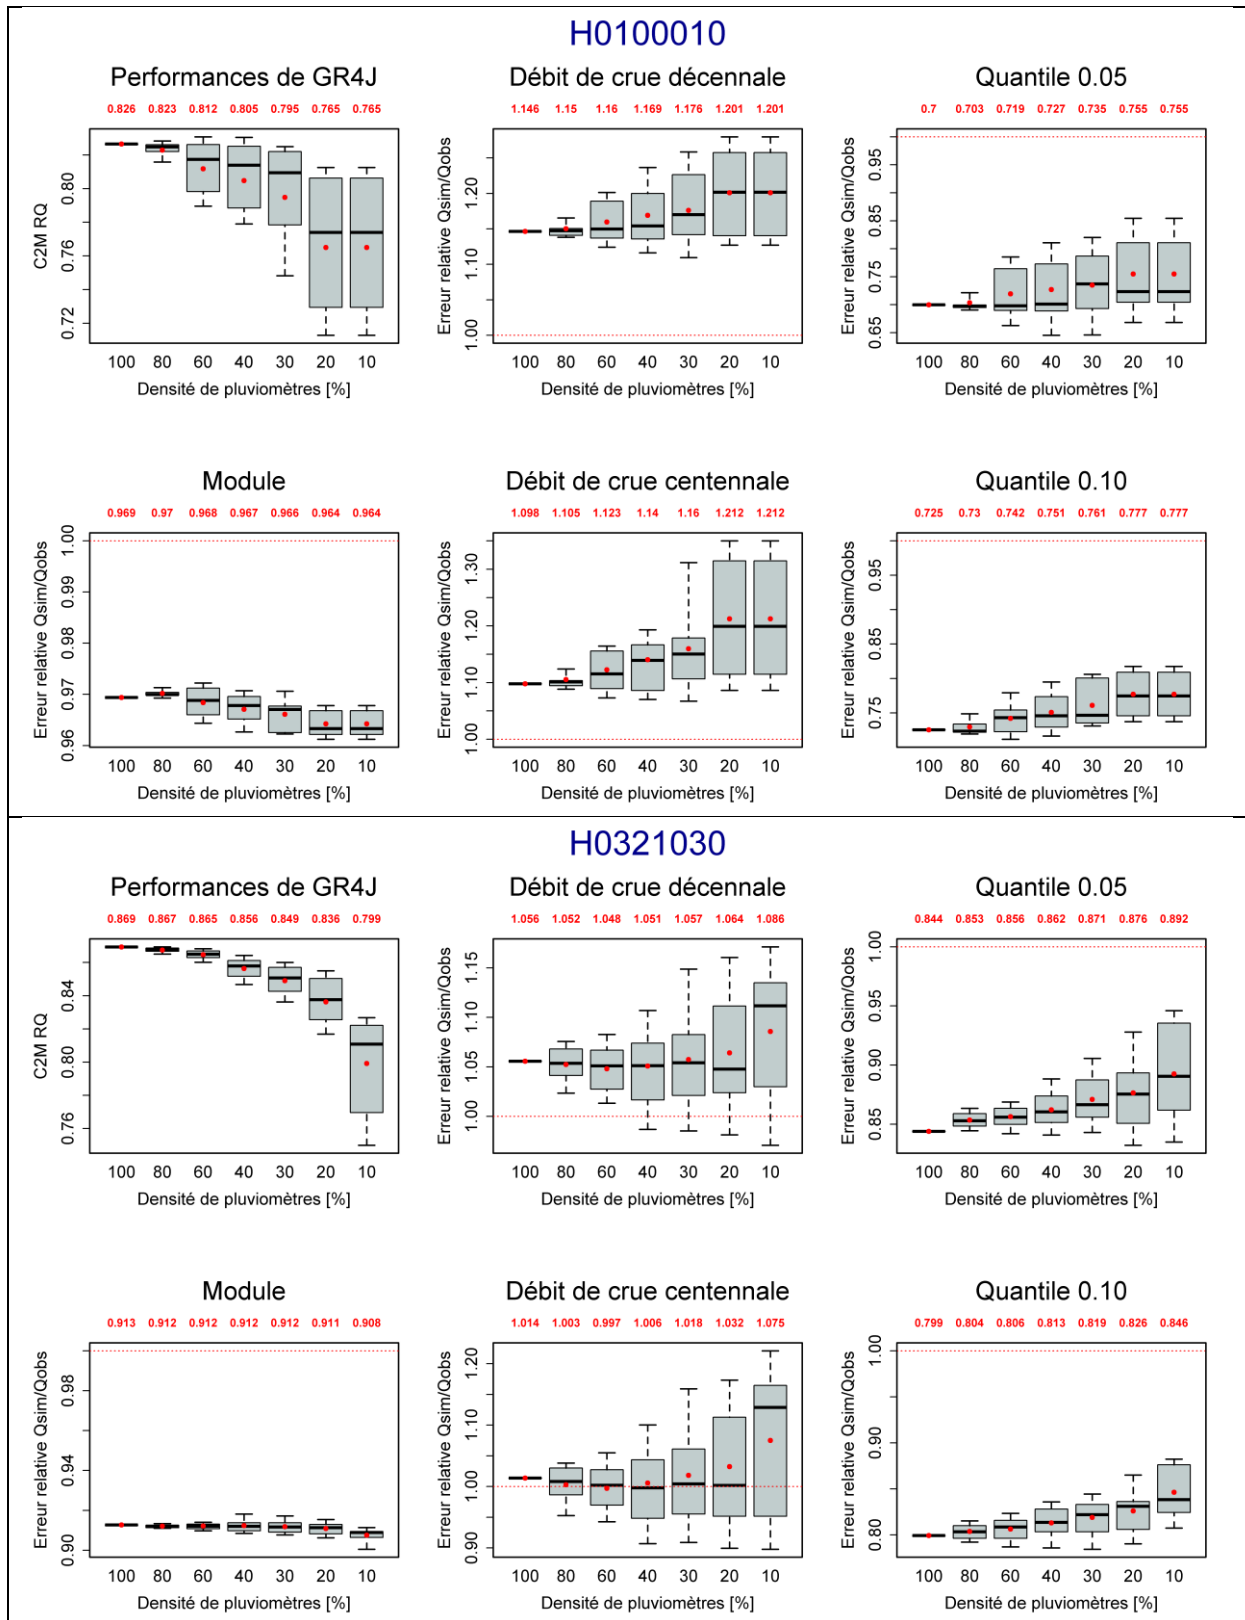 H0100010
Performances de GR4J
0.826 0.823 0.812 0.805 0.795 0.765 0.765
C2M RQ
0.80
0.76
0.72
100 80 60 40 30 20 10
Densité de pluviomètres [%]
Débit de crue décennale
1.146 1.15 1.16 1.169 1.176 1.201 1.201
Erreur relative Qsim/Qobs
1.20
1.10
1.00
100 80 60 40 30 20 10
Densité de pluviomètres [%]
Quantile 0.05
0.7 0.703 0.719 0.727 0.735 0.755 0.755
Erreur relative Qsim/Qobs
0.95
0.85
0.75
0.65
100 80 60 40 30 20 10
Densité de pluviomètres [%]
Module
0.969 0.97 0.968 0.967 0.966 0.964 0.964
Erreur relative Qsim/Qobs
1.00
0.99
0.98
0.97
0.96
100 80 60 40 30 20 10
Densité de pluviomètres [%]
Débit de crue centennale
1.098 1.105 1.123 1.14 1.16 1.212 1.212
Erreur relative Qsim/Qobs
1.30
1.20
1.10
1.00
100 80 60 40 30 20 10
Densité de pluviomètres [%]
Quantile 0.10
0.725 0.73 0.742 0.751 0.761 0.777 0.777
Erreur relative Qsim/Qobs
0.95
0.85
0.75
100 80 60 40 30 20 10
Densité de pluviomètres [%]
H0321030
Performances de GR4J
0.869 0.867 0.865 0.856 0.849 0.836 0.799
C2M RQ
0.84
0.80
0.76
100 80 60 40 30 20 10
Densité de pluviomètres [%]
Débit de crue décennale
1.056 1.052 1.048 1.051 1.057 1.064 1.086
Erreur relative Qsim/Qobs
1.15
1.10
1.05
1.00
100 80 60 40 30 20 10
Densité de pluviomètres [%]
Quantile 0.05
0.844 0.853 0.856 0.862 0.871 0.876 0.892
Erreur relative Qsim/Qobs
1.00
0.95
0.90
0.85
100 80 60 40 30 20 10
Densité de pluviomètres [%]
Module
0.913 0.912 0.912 0.912 0.912 0.911 0.908
Erreur relative Qsim/Qobs
0.98
0.94
0.90
100 80 60 40 30 20 10
Densité de pluviomètres [%]
Débit de crue centennale
1.014 1.003 0.997 1.006 1.018 1.032 1.075
Erreur relative Qsim/Qobs
1.20
1.10
1.00
0.90
100 80 60 40 30 20 10
Densité de pluviomètres [%]
Quantile 0.10
0.799 0.804 0.806 0.813 0.819 0.826 0.846
Erreur relative Qsim/Qobs
1.00
0.90
0.80
100 80 60 40 30 20 10
Densité de pluviomètres [%]